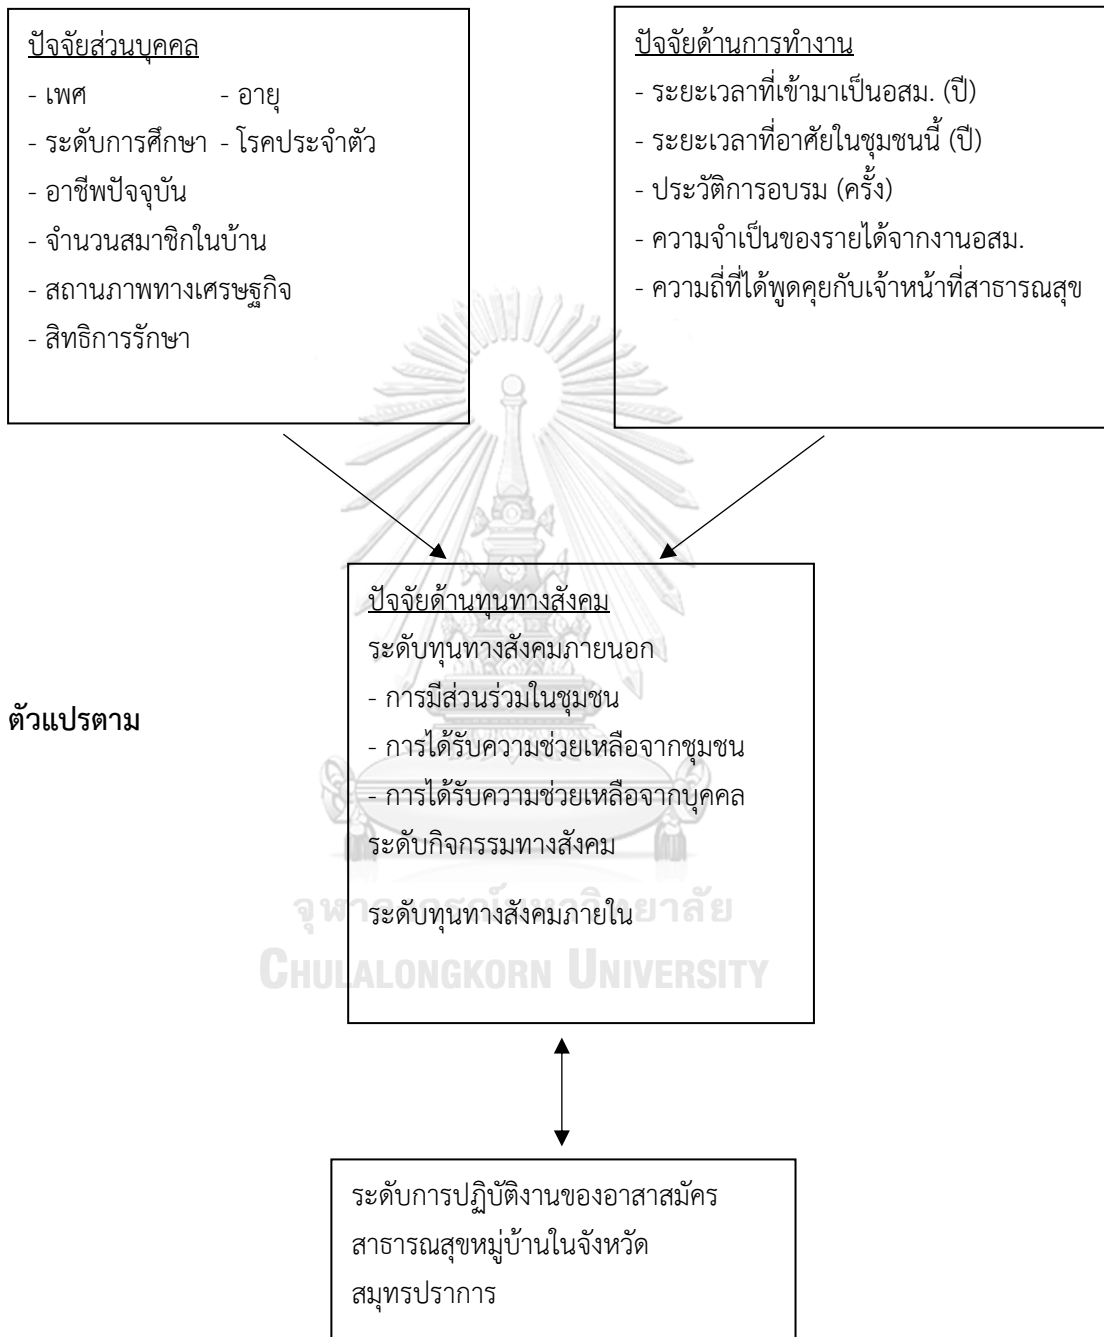 ปัจจัยส่วนบุคคล
- เพศ - อายุ
- ระดับการศึกษา - โรคประจำตัว
- อาชีพปัจจุบัน
- จำนวนสมาชิกในบ้าน
- สถานภาพทางเศรษฐกิจ
- สิทธิการรักษา
ปัจจัยด้านการทำงาน
- ระยะเวลาที่เข้ามาเป็นอสม. (ปี)
- ระยะเวลาที่อาศัยในชุมชนนี้ (ปี)
- ประวัติการอบรม (ครั้ง)
- ความจำเป็นของรายได้จากงานอสม.
- ความถี่ที่ได้พูดคุยกับเจ้าหน้าที่สาธารณสุข
ปัจจัยด้านทุนทางสังคม
ระดับทุนทางสังคมภายนอก
- การมีส่วนร่วมในชุมชน
- การได้รับความช่วยเหลือจากชุมชน
- การได้รับความช่วยเหลือจากบุคคล
ระดับกิจกรรมทางสังคม
ระดับทุนทางสังคมภายใน
ตัวแปรตาม
จุฬาลงกรณ์มหาวิทยาลัย
CHULALONGKORN UNIVERSITY
ระดับการปฏิบัติงานของอาสาสมัคร
สาธารณสุขหมู่บ้านในจังหวัด
สมุทรปราการ